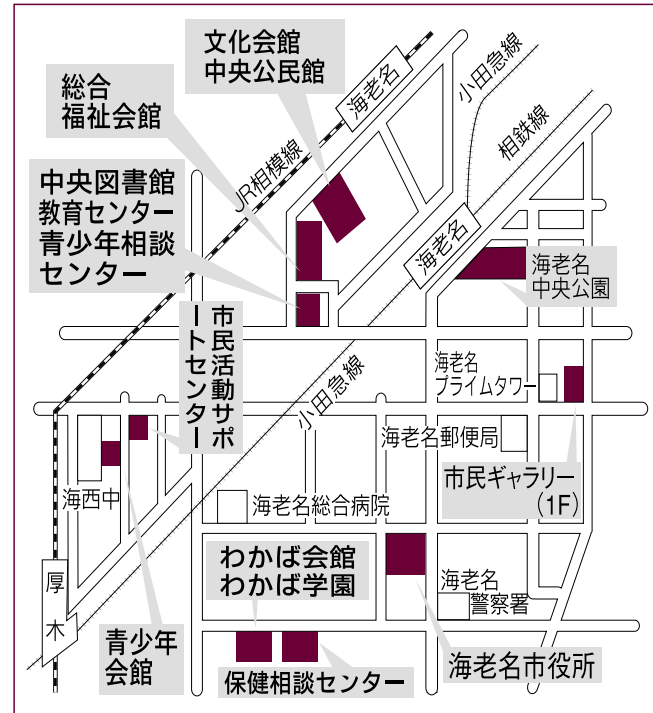 文化会館
中央公民館
総合
福祉会館
中央図書館
教育センター
青少年相談
センター
JR相模線
海老名
小田急線
相鉄線
海老名
海老名
中央公園
市民活動サポ
ートセンター
小田急線
海老名
プライムタワー
海老名郵便局
市民ギャラリー
(1F)
海西中
海老名総合病院
わかば会館
わかば学園
海老名
警察署
厚木
青少年
会館
保健相談センター
海老名市役所